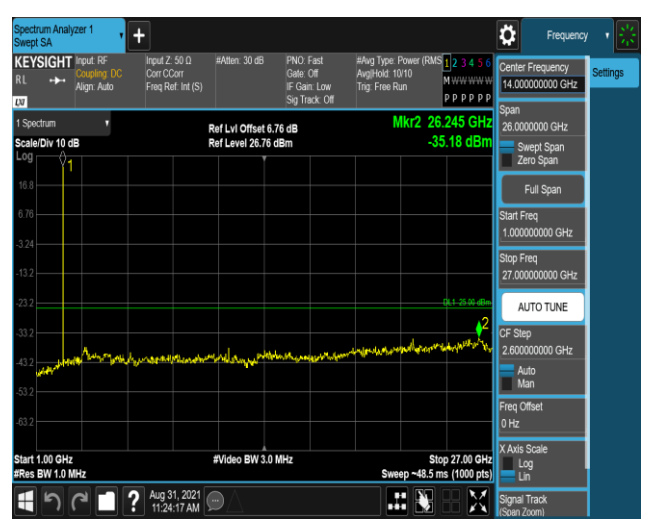 Spectrum Analyzer 1
Swept SA
Frequency
KEYSIGHT
RL
LXI
Input: RF
Coupling: DC
Align: Auto
Input Z: 50 Ω
Corr CCorr
Freq Ref: Int (S)
#Atten: 30 dB
PNO: Fast
Gate: Off
IF Gain: Low
Sig Track: Off
#Avg Type: Power (RMS
Avg|Hold: 10/10
Trig: Free Run
1 2 3 4 5 6
M W W W W W
P P P P P P
1 Spectrum
Scale/Div 10 dB
Ref Lvl Offset 6.76 dB
Ref Level 26.76 dBm
Mkr2 26.245 GHz
-35.18 dBm
Log
1
16.8
6.76
-3.24
-13.2
-23.2
DL1 -25.00 dBm
2
-33.2
-43.2
-53.2
-63.2
Start 1.00 GHz
#Video BW 3.0 MHz
Stop 27.00 GHz
#Res BW 1.0 MHz
Sweep ~48.5 ms (1000 pts)
Aug 31, 2021
11:24:17 AM
?
Center Frequency
14.000000000 GHz
Settings
Span
26.0000000 GHz
Swept Span
Zero Span
Full Span
Start Freq
1.000000000 GHz
Stop Freq
27.000000000 GHz
AUTO TUNE
CF Step
2.600000000 GHz
Auto
Man
Freq Offset
0 Hz
X Axis Scale
Log
Lin
Signal Track
(Span Zoom)